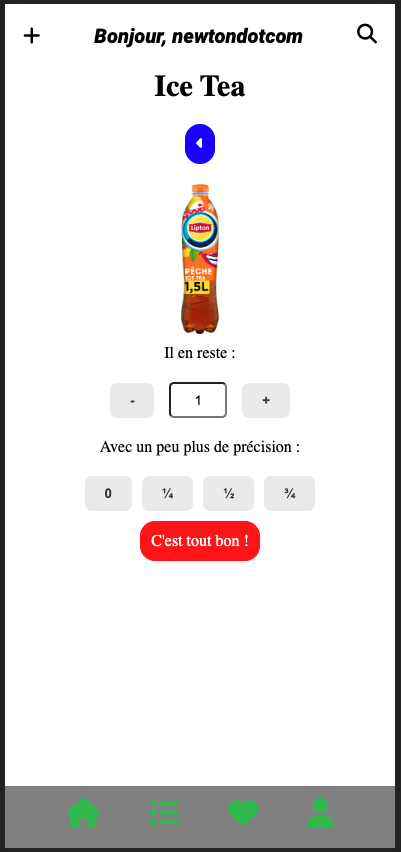 Bonjour, newtondotcom
Ice Tea
Lipton
PÊCHE
ICE TEA
1,5L
Il en reste :
- 1 +
Avec un peu plus de précision :
0 ¼ ½ ¾
C'est tout bon !